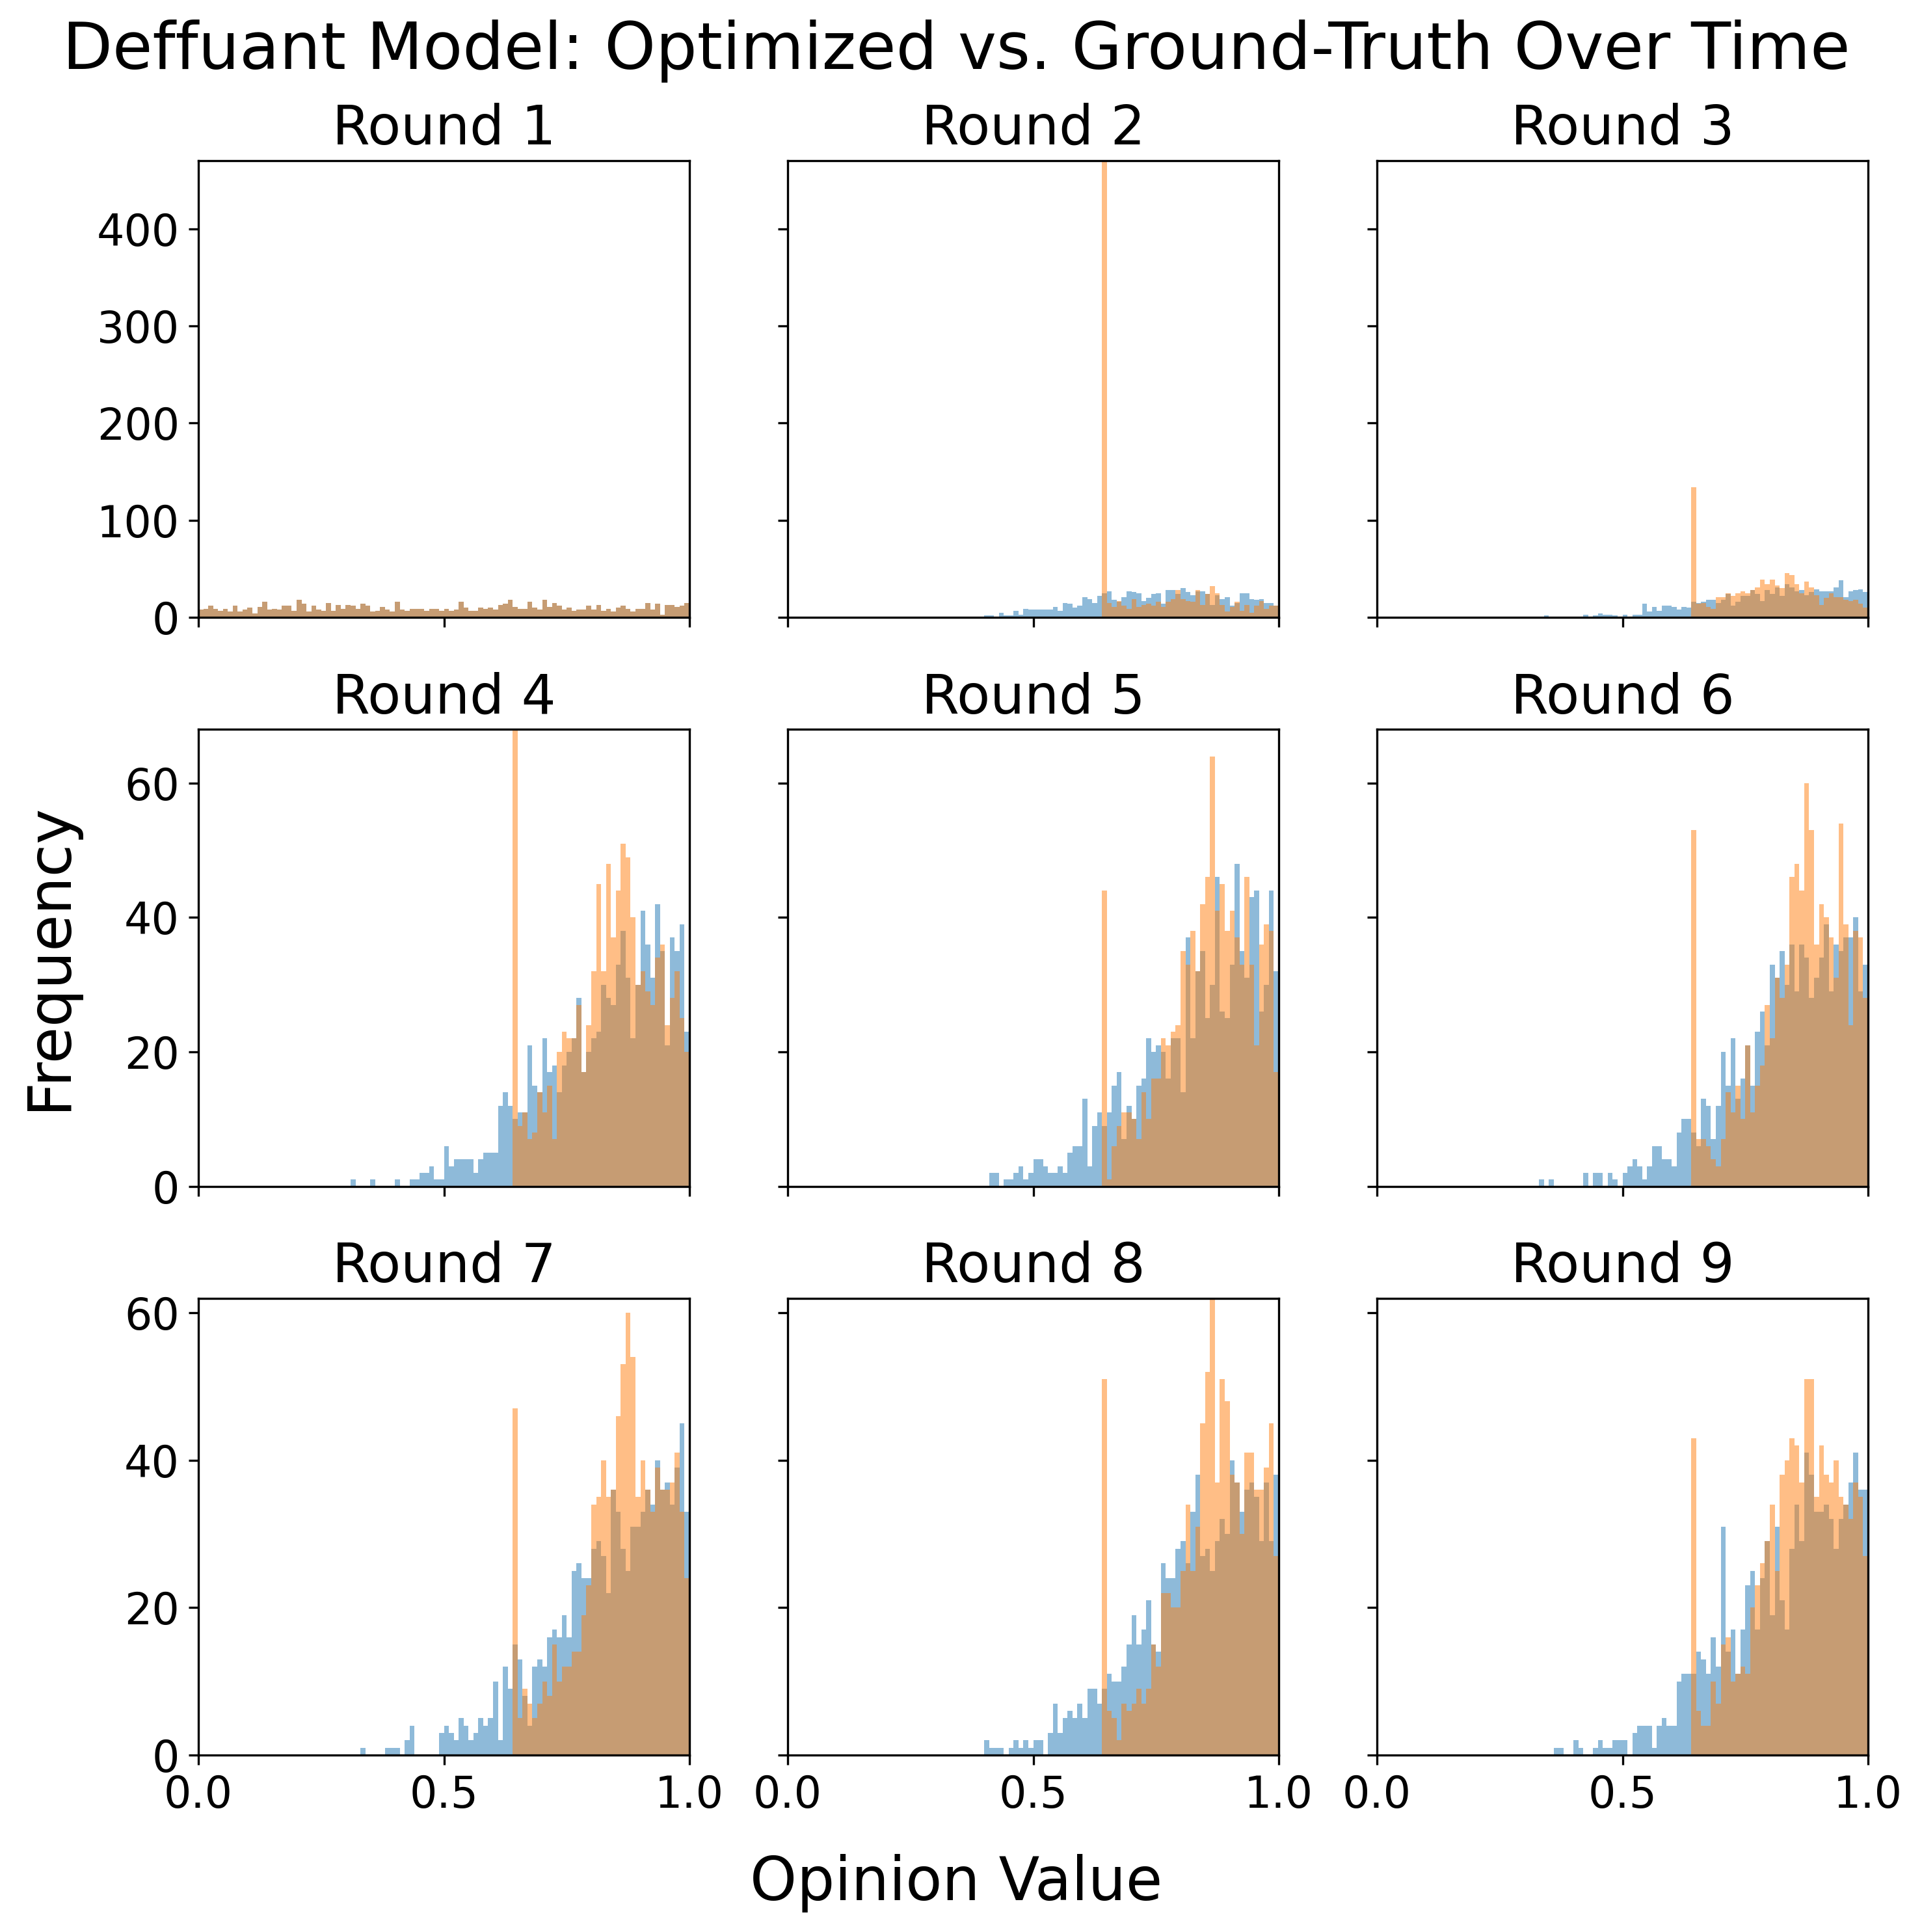 Deffuant Model: Optimized vs. Ground-Truth Over Time
Round 1
Round 2
Round 3
400
300
200
100
0
Round 4
Round 5
Round 6
60
40
20
0
Frequency
Round 7
Round 8
Round 9
60
40
20
0
0.0 0.5 1.0
0.0 0.5 1.0
0.0 0.5 1.0
Opinion Value